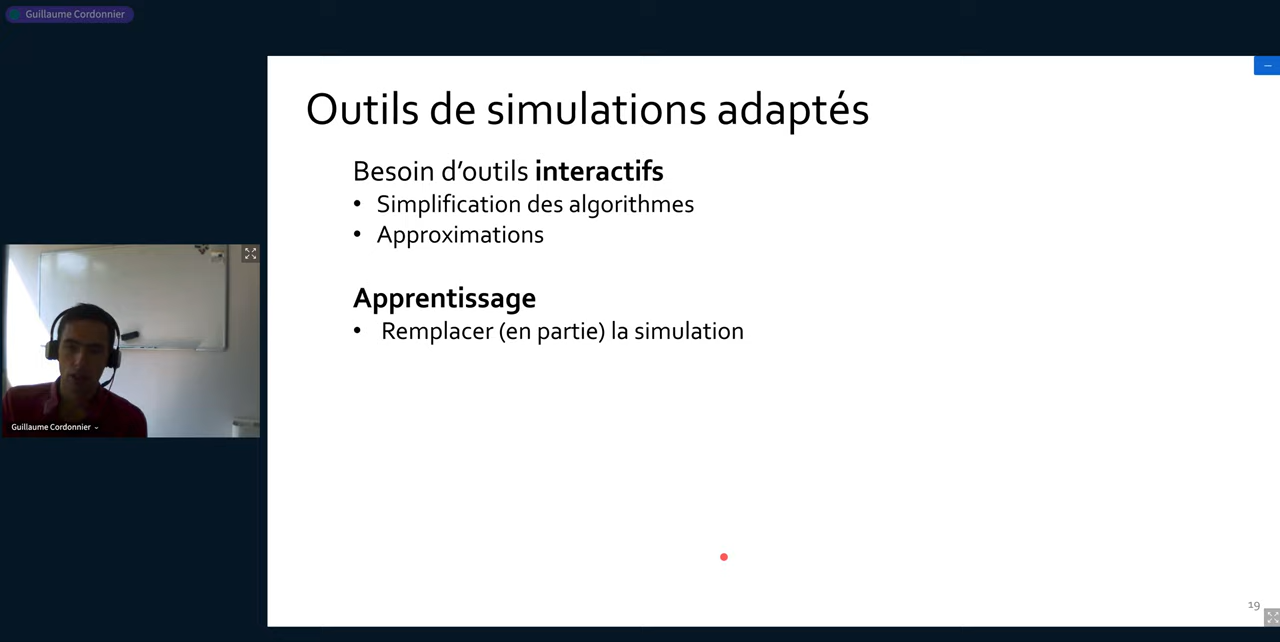 Guillaume Cordonnier
Outils de simulations adaptés
Besoin d’outils interactifs
• Simplification des algorithmes
• Approximations
Apprentissage
• Remplacer (en partie) la simulation
Guillaume Cordonnier
19